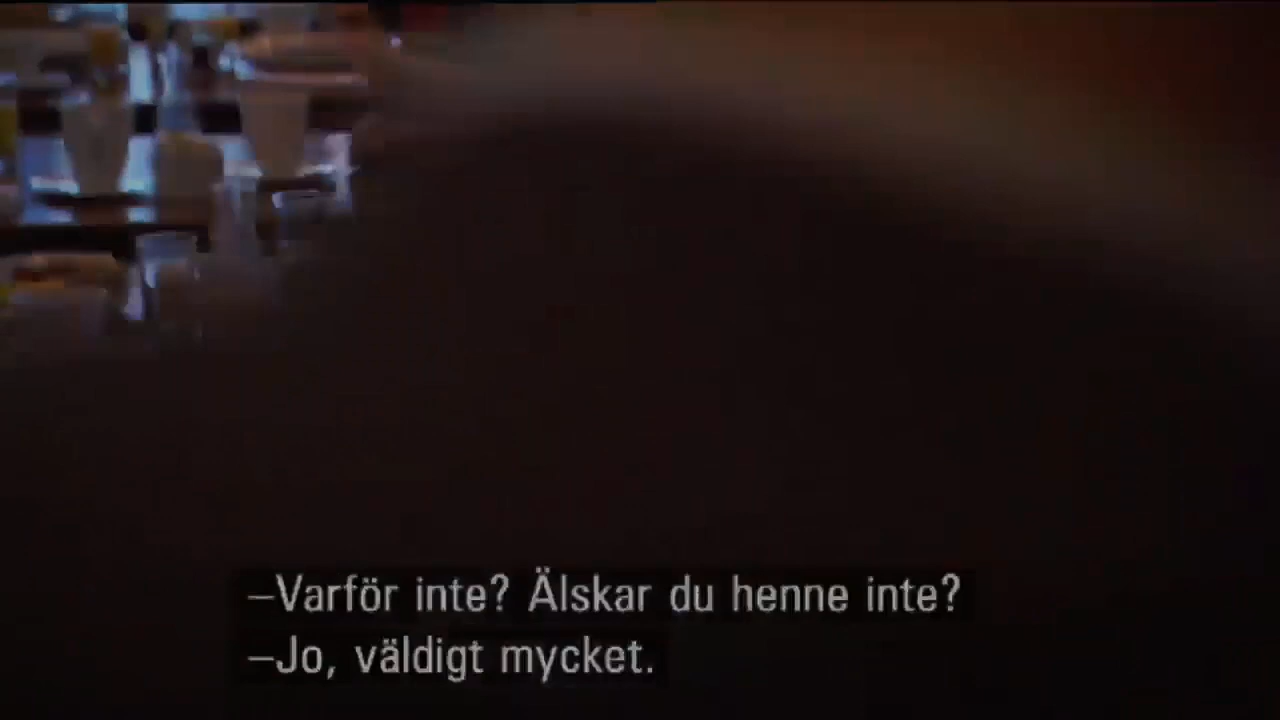 –Varför inte? Älskar du henne inte?
–Jo, väldigt mycket.